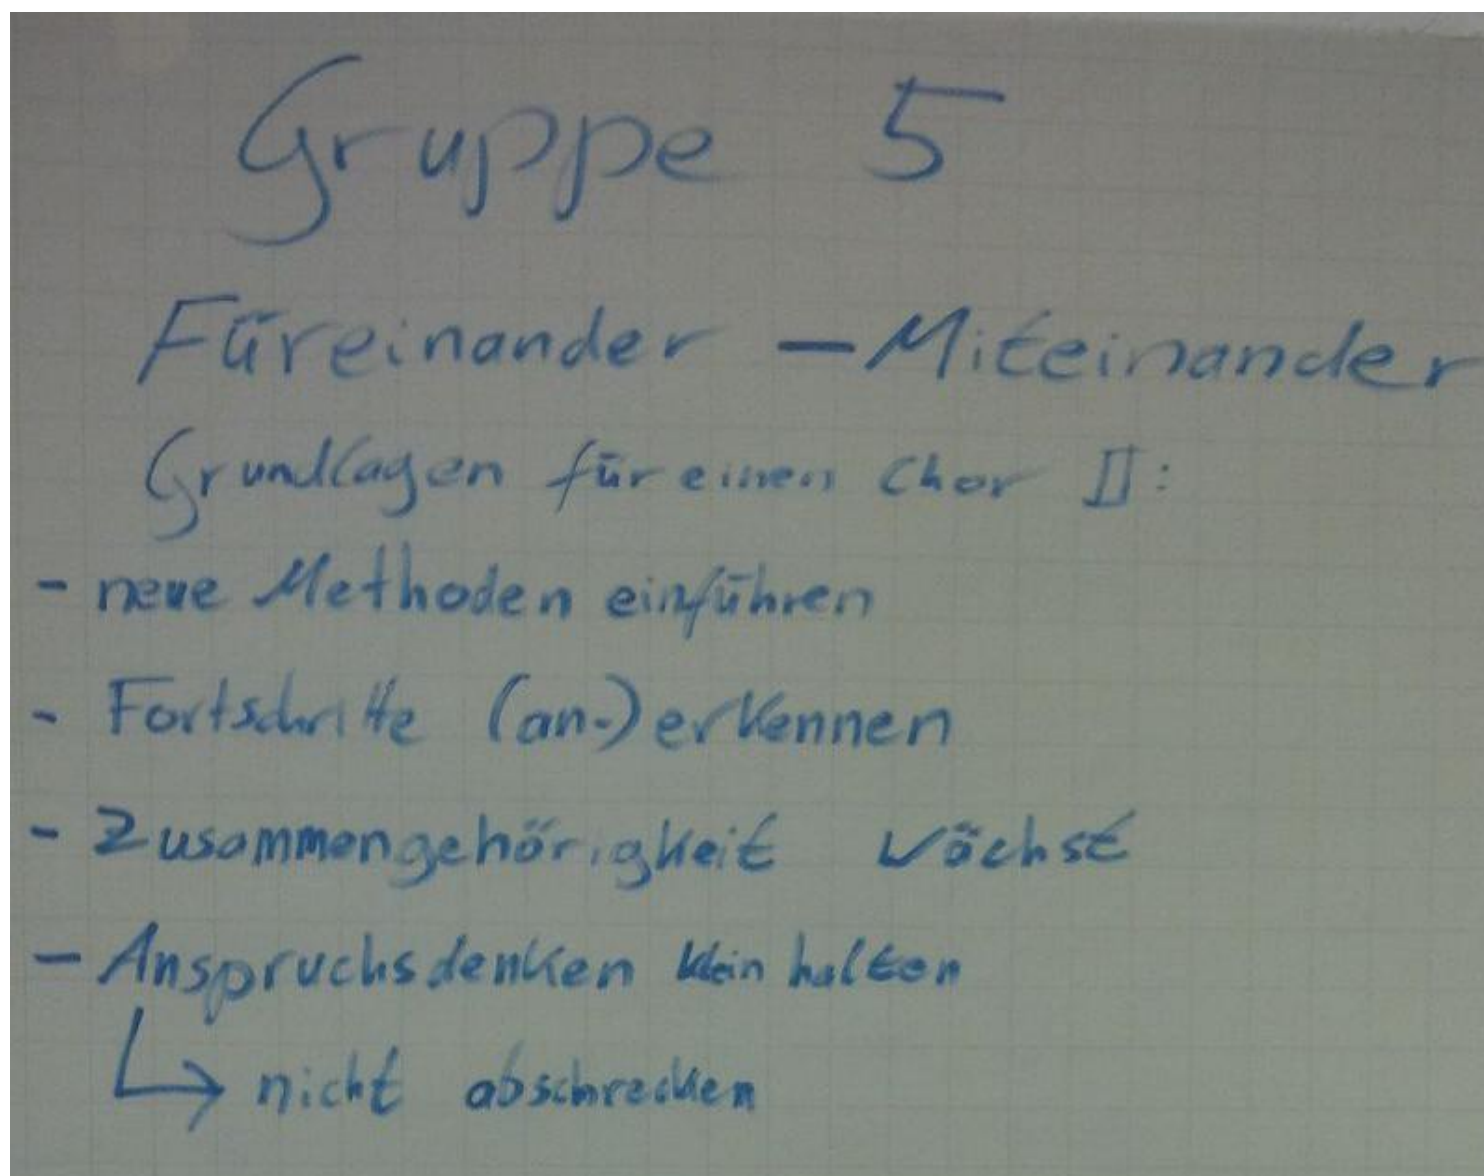 Gruppe 5
Füreinander – Miteinander
Grundlagen für einen Chor II:
- neue Methoden einführen
- Fortschritte (an-)erkennen
- Zusammengehörigkeit wächst
- Anspruchsdenken klein halten
↳ nicht abschrecken